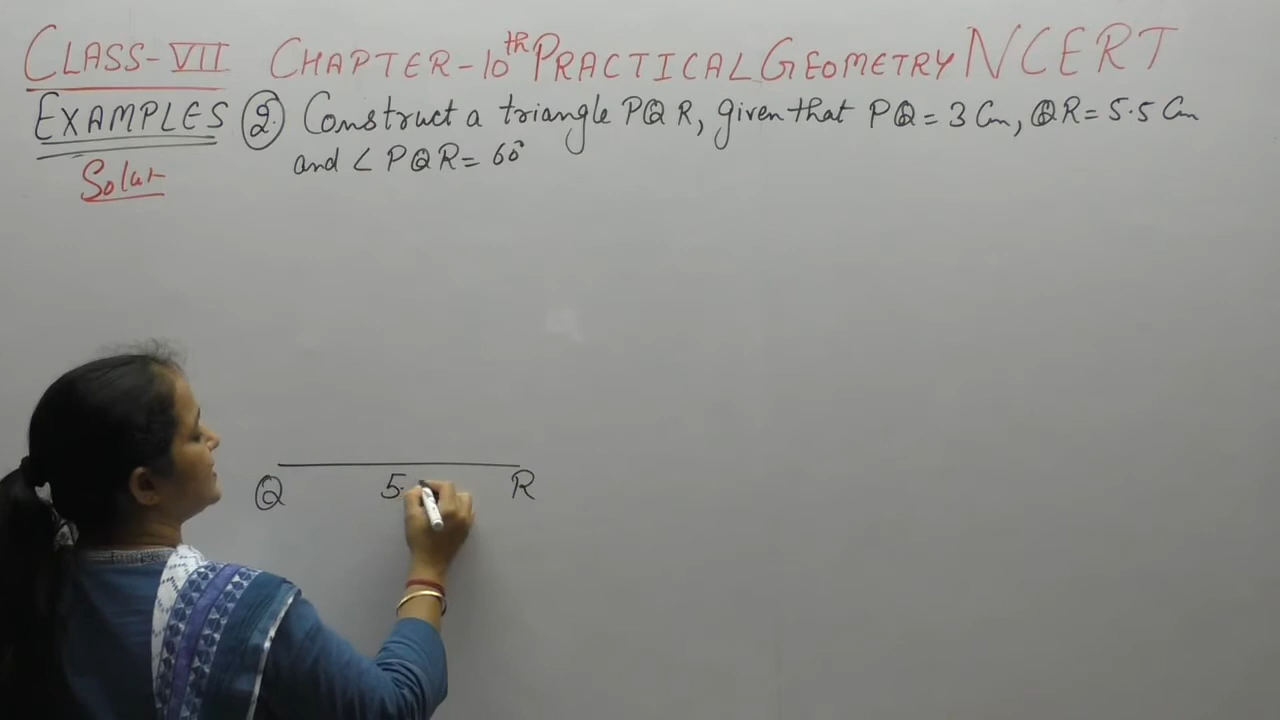 CLASS-VII CHAPTER-10th PRACTICAL GEOMETRY NCERT
EXAMPLES 2. Construct a triangle PQR, given that PQ = 3 Cm, QR = 5.5 Cm
and ∠PQR = 60°
Q 5. R